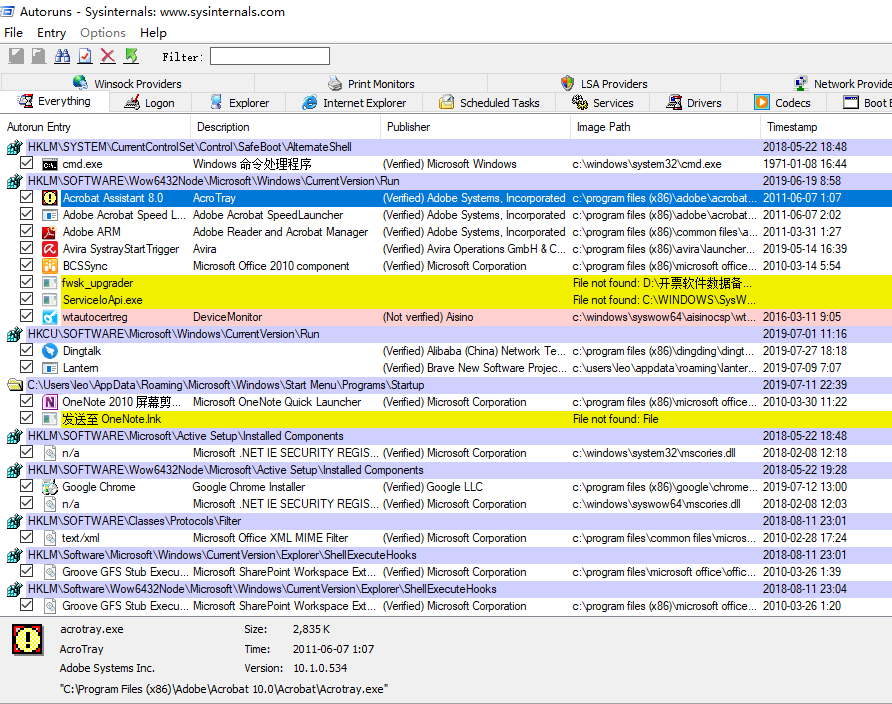 Autoruns - Sysinternals: www.sysinternals.com
File Entry Options Help
Filter:
Winsock Providers Print Monitors LSA Providers Network Provide
Everything Logon Explorer Internet Explorer Scheduled Tasks Services Drivers Codecs Boot E
Autorun Entry Description Publisher Image Path Timestamp
HKLM\SYSTEM\CurrentControlSet\Control\SafeBoot\AlternateShell 2018-05-22 18:48
cmd.exe Windows 命令处理程序 (Verified) Microsoft Windows c:\windows\system32\cmd.exe 1971-01-08 16:44
HKLM\SOFTWARE\Wow6432Node\Microsoft\Windows\CurrentVersion\Run 2019-06-19 8:58
Acrobat Assistant 8.0 AcroTray (Verified) Adobe Systems, Incorporated c:\program files (x86)\adobe\acrobat... 2011-06-07 1:07
Adobe Acrobat Speed L... Adobe Acrobat SpeedLauncher (Verified) Adobe Systems, Incorporated c:\program files (x86)\adobe\acrobat... 2011-06-07 2:02
Adobe ARM Adobe Reader and Acrobat Manager (Verified) Adobe Systems, Incorporated c:\program files (x86)\common files\a... 2011-03-31 1:27
Avira SystrayStartTrigger Avira (Verified) Avira Operations GmbH & C... c:\program files (x86)\avira\launcher... 2019-05-14 16:39
BCSSync Microsoft Office 2010 component (Verified) Microsoft Corporation c:\program files (x86)\microsoft office... 2010-03-14 5:54
fwsk_upgrader File not found: D:\开票软件数据备...
ServiceIoApi.exe File not found: C:\WINDOWS\SysW...
wtautocertreg DeviceMonitor (Not verified) Aisino c:\windows\syswow64\aisinocsp\wt... 2016-03-11 9:05
HKCU\SOFTWARE\Microsoft\Windows\CurrentVersion\Run 2019-07-01 11:16
Dingtalk (Verified) Alibaba (China) Network Te... c:\program files (x86)\dingding\dingt... 2019-07-27 18:18
Lantern (Verified) Brave New Software Projec... c:\users\leo\appdata\roaming\lanter... 2019-07-09 7:07
C:\Users\leo\AppData\Roaming\Microsoft\Windows\Start Menu\Programs\Startup 2019-07-11 22:39
OneNote 2010 屏幕剪... Microsoft OneNote Quick Launcher (Verified) Microsoft Corporation c:\program files (x86)\microsoft office... 2010-03-30 11:22
发送至 OneNote.lnk File not found: File
HKLM\SOFTWARE\Microsoft\Active Setup\Installed Components 2018-05-22 18:48
n/a Microsoft .NET IE SECURITY REGIS... (Verified) Microsoft Corporation c:\windows\system32\mscories.dll 2018-02-08 12:18
HKLM\SOFTWARE\Wow6432Node\Microsoft\Active Setup\Installed Components 2018-05-22 19:28
Google Chrome Google Chrome Installer (Verified) Google LLC c:\program files (x86)\google\chrome... 2019-07-12 13:00
n/a Microsoft .NET IE SECURITY REGIS... (Verified) Microsoft Corporation c:\windows\syswow64\mscories.dll 2018-02-08 12:03
HKLM\SOFTWARE\Classes\Protocols\Filter 2018-08-11 23:01
text/xml Microsoft Office XML MIME Filter (Verified) Microsoft Corporation c:\program files\common files\micros... 2010-02-28 17:24
HKLM\Software\Microsoft\Windows\CurrentVersion\Explorer\ShellExecuteHooks 2018-08-11 23:01
Groove GFS Stub Execu... Microsoft SharePoint Workspace Ext... (Verified) Microsoft Corporation c:\program files\microsoft office\offic... 2010-03-26 1:39
HKLM\Software\Wow6432Node\Microsoft\Windows\CurrentVersion\Explorer\ShellExecuteHooks 2018-08-11 23:04
Groove GFS Stub Execu... Microsoft SharePoint Workspace Ext... (Verified) Microsoft Corporation c:\program files (x86)\microsoft office... 2010-03-26 1:20
acrotray.exe Size: 2,835 K
AcroTray Time: 2011-06-07 1:07
Adobe Systems Inc. Version: 10.1.0.534
"C:\Program Files (x86)\Adobe\Acrobat 10.0\Acrobat\Acrotray.exe"